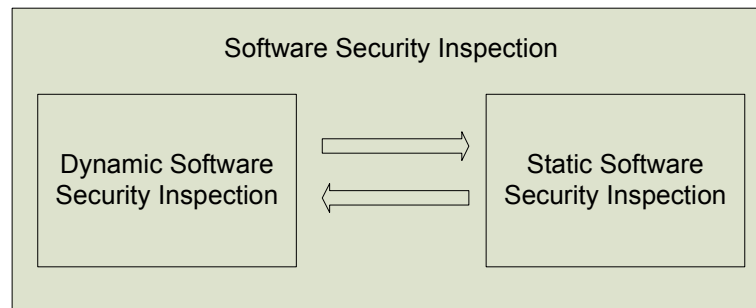 Software Security Inspection
Dynamic Software
Security Inspection
Static Software
Security Inspection